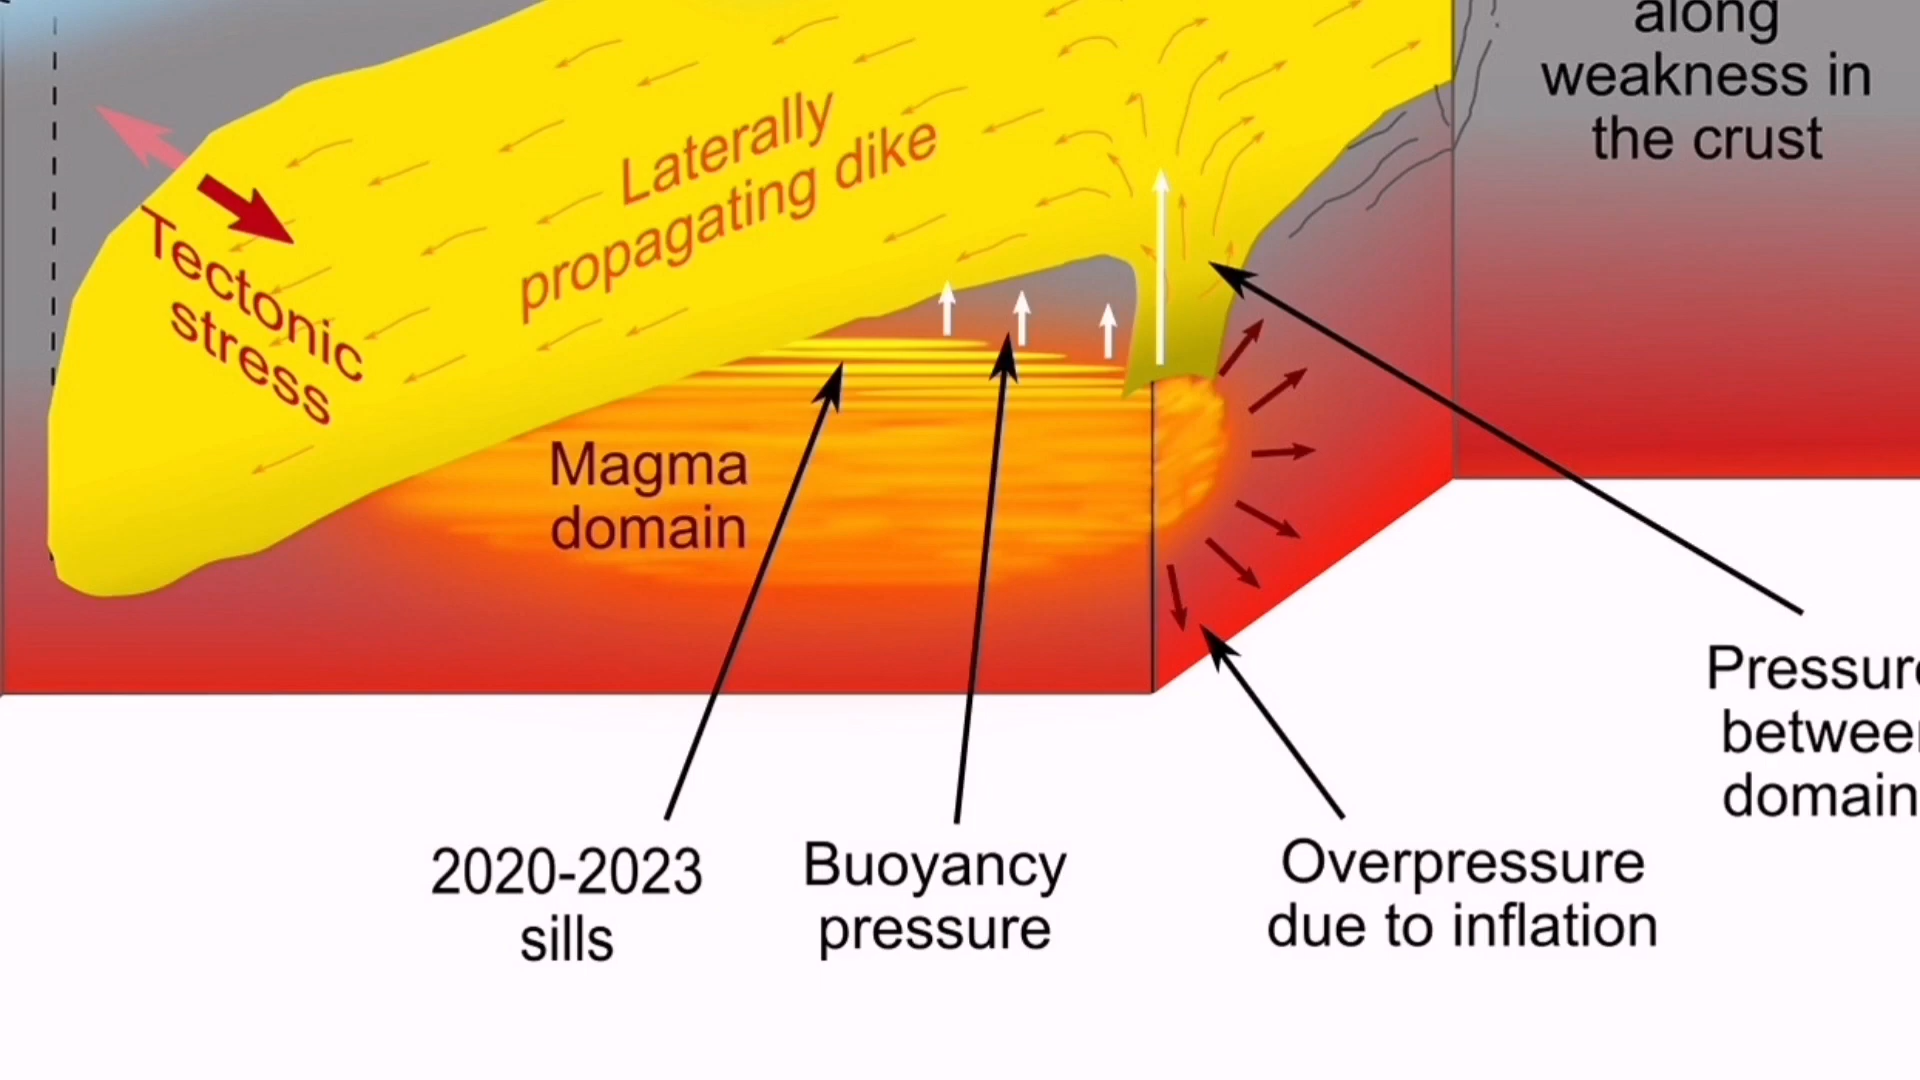 along
weakness in
the crust
Laterally
propagating dike
Tectonic
stress
Magma
domain
2020-2023
sills
Buoyancy
pressure
Overpressure
due to inflation